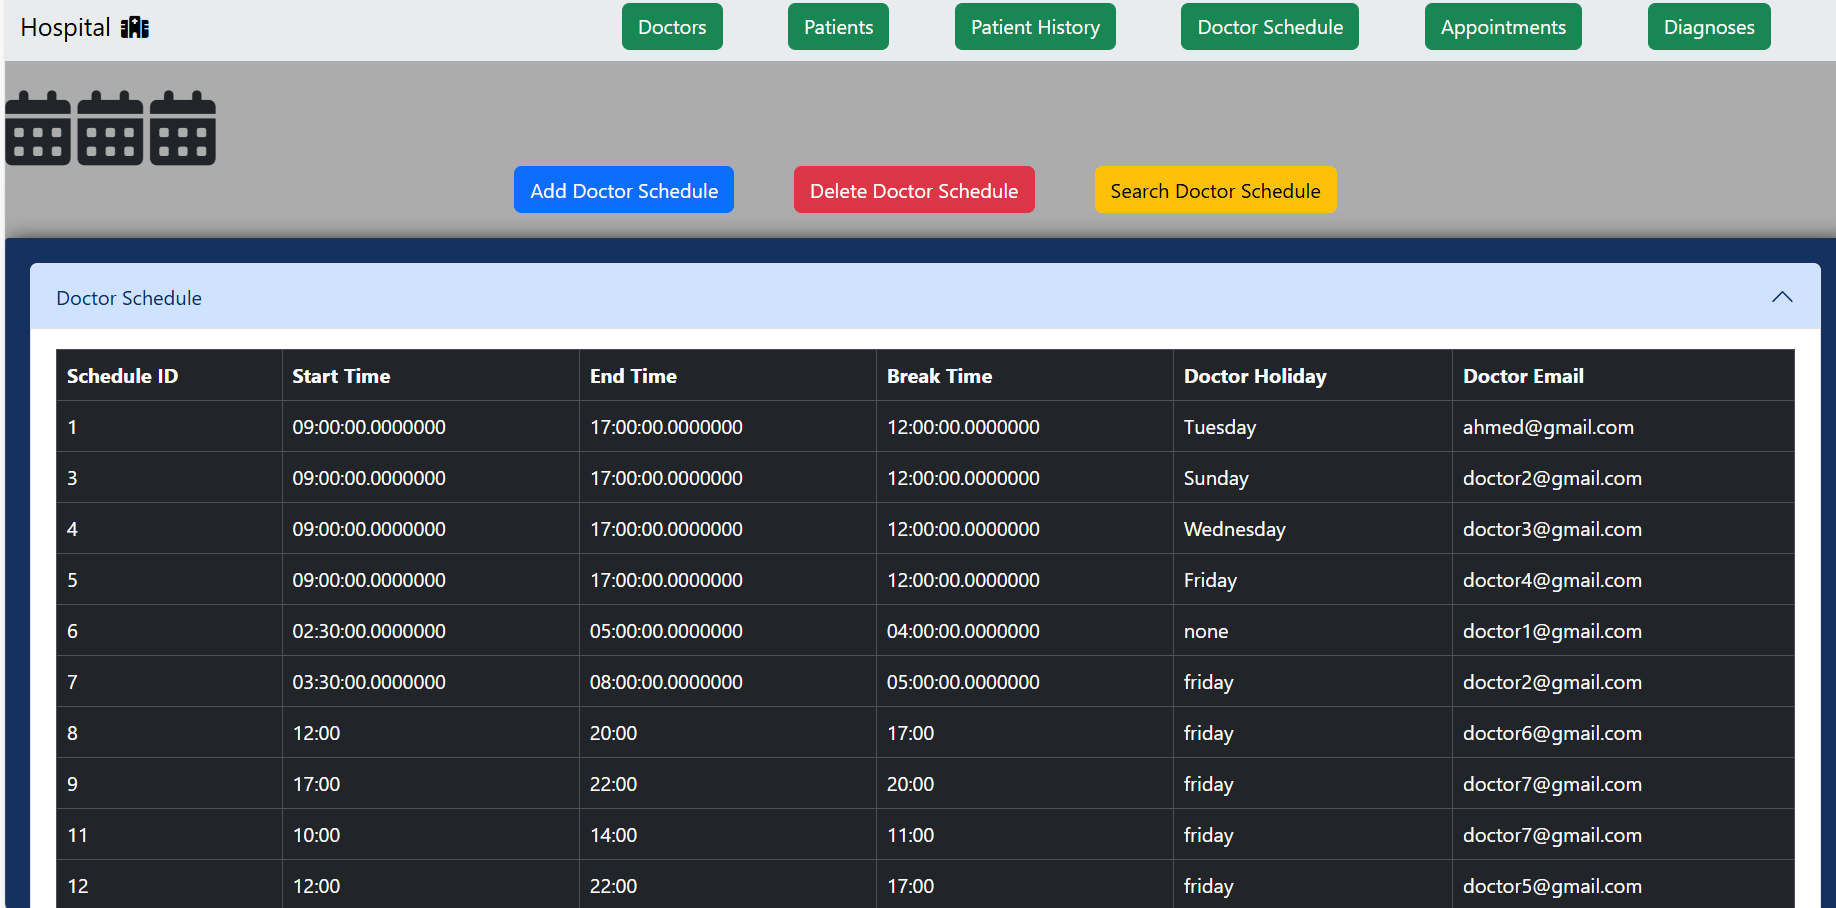 Hospital Doctors Patients Patient History Doctor Schedule Appointments Diagnoses
Add Doctor Schedule Delete Doctor Schedule Search Doctor Schedule
Doctor Schedule
Schedule ID Start Time End Time Break Time Doctor Holiday Doctor Email
1 09:00:00.0000000 17:00:00.0000000 12:00:00.0000000 Tuesday ahmed@gmail.com
3 09:00:00.0000000 17:00:00.0000000 12:00:00.0000000 Sunday doctor2@gmail.com
4 09:00:00.0000000 17:00:00.0000000 12:00:00.0000000 Wednesday doctor3@gmail.com
5 09:00:00.0000000 17:00:00.0000000 12:00:00.0000000 Friday doctor4@gmail.com
6 02:30:00.0000000 05:00:00.0000000 04:00:00.0000000 none doctor1@gmail.com
7 03:30:00.0000000 08:00:00.0000000 05:00:00.0000000 friday doctor2@gmail.com
8 12:00 20:00 17:00 friday doctor6@gmail.com
9 17:00 22:00 20:00 friday doctor7@gmail.com
11 10:00 14:00 11:00 friday doctor7@gmail.com
12 12:00 22:00 17:00 friday doctor5@gmail.com